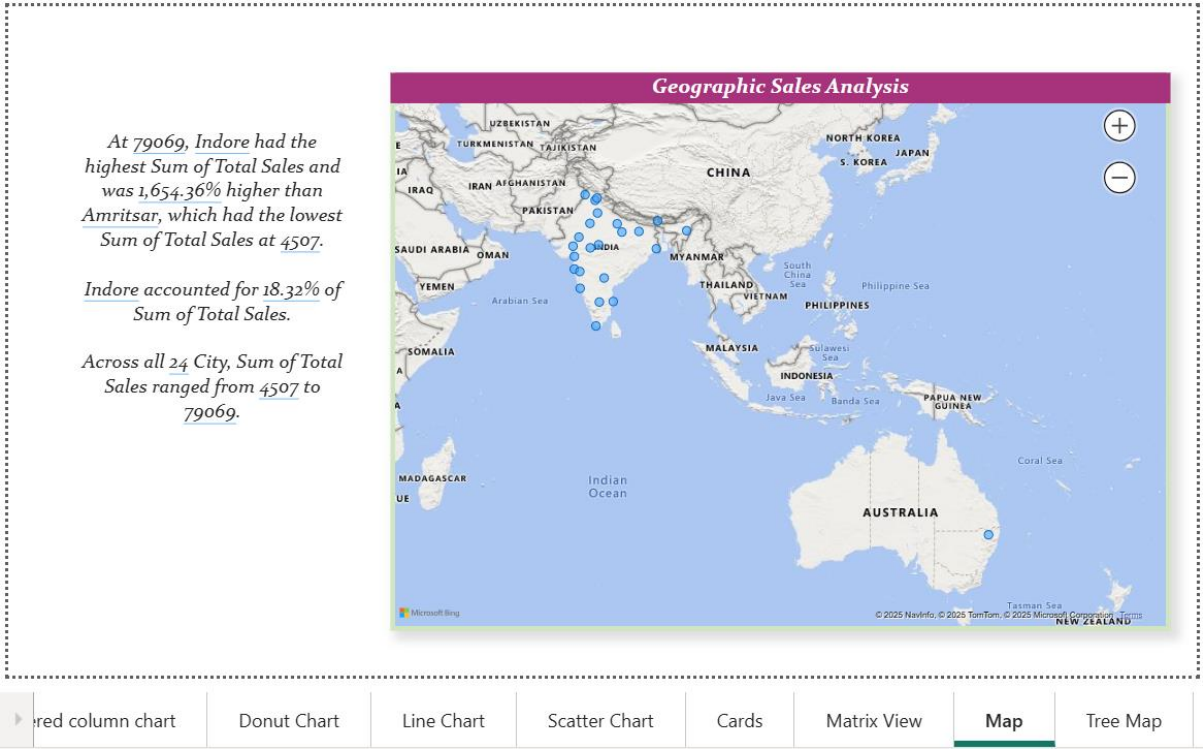 Geographic Sales Analysis
At 79069, Indore had the
highest Sum of Total Sales and
was 1,654.36% higher than
Amritsar, which had the lowest
Sum of Total Sales at 4507.
Indore accounted for 18.32% of
Sum of Total Sales.
Across all 24 City, Sum of Total
Sales ranged from 4507 to
79069.
UZBEKISTAN
TURKMENISTAN
TAJIKISTAN
NORTH KOREA
JAPAN
S. KOREA
CHINA
IA
IRAQ
IRAN
AFGHANISTAN
PAKISTAN
SAUDI ARABIA
OMAN
INDIA
MYANMAR
YEMEN
THAILAND
VIETNAM
South
China
Sea
Philippine Sea
Arabian Sea
PHILIPPINES
SOMALIA
MALAYSIA
Sulawesi
Sea
INDONESIA
Java Sea
Banda Sea
PAPUA NEW
GUINEA
Coral Sea
MADAGASCAR
UE
Indian
Ocean
AUSTRALIA
Tasman Sea
NEW ZEALAND
Microsoft Bing
© 2025 NavInfo, © 2025 TomTom, © 2025 Microsoft Corporation Terms
ered column chart
Donut Chart
Line Chart
Scatter Chart
Cards
Matrix View
Map
Tree Map